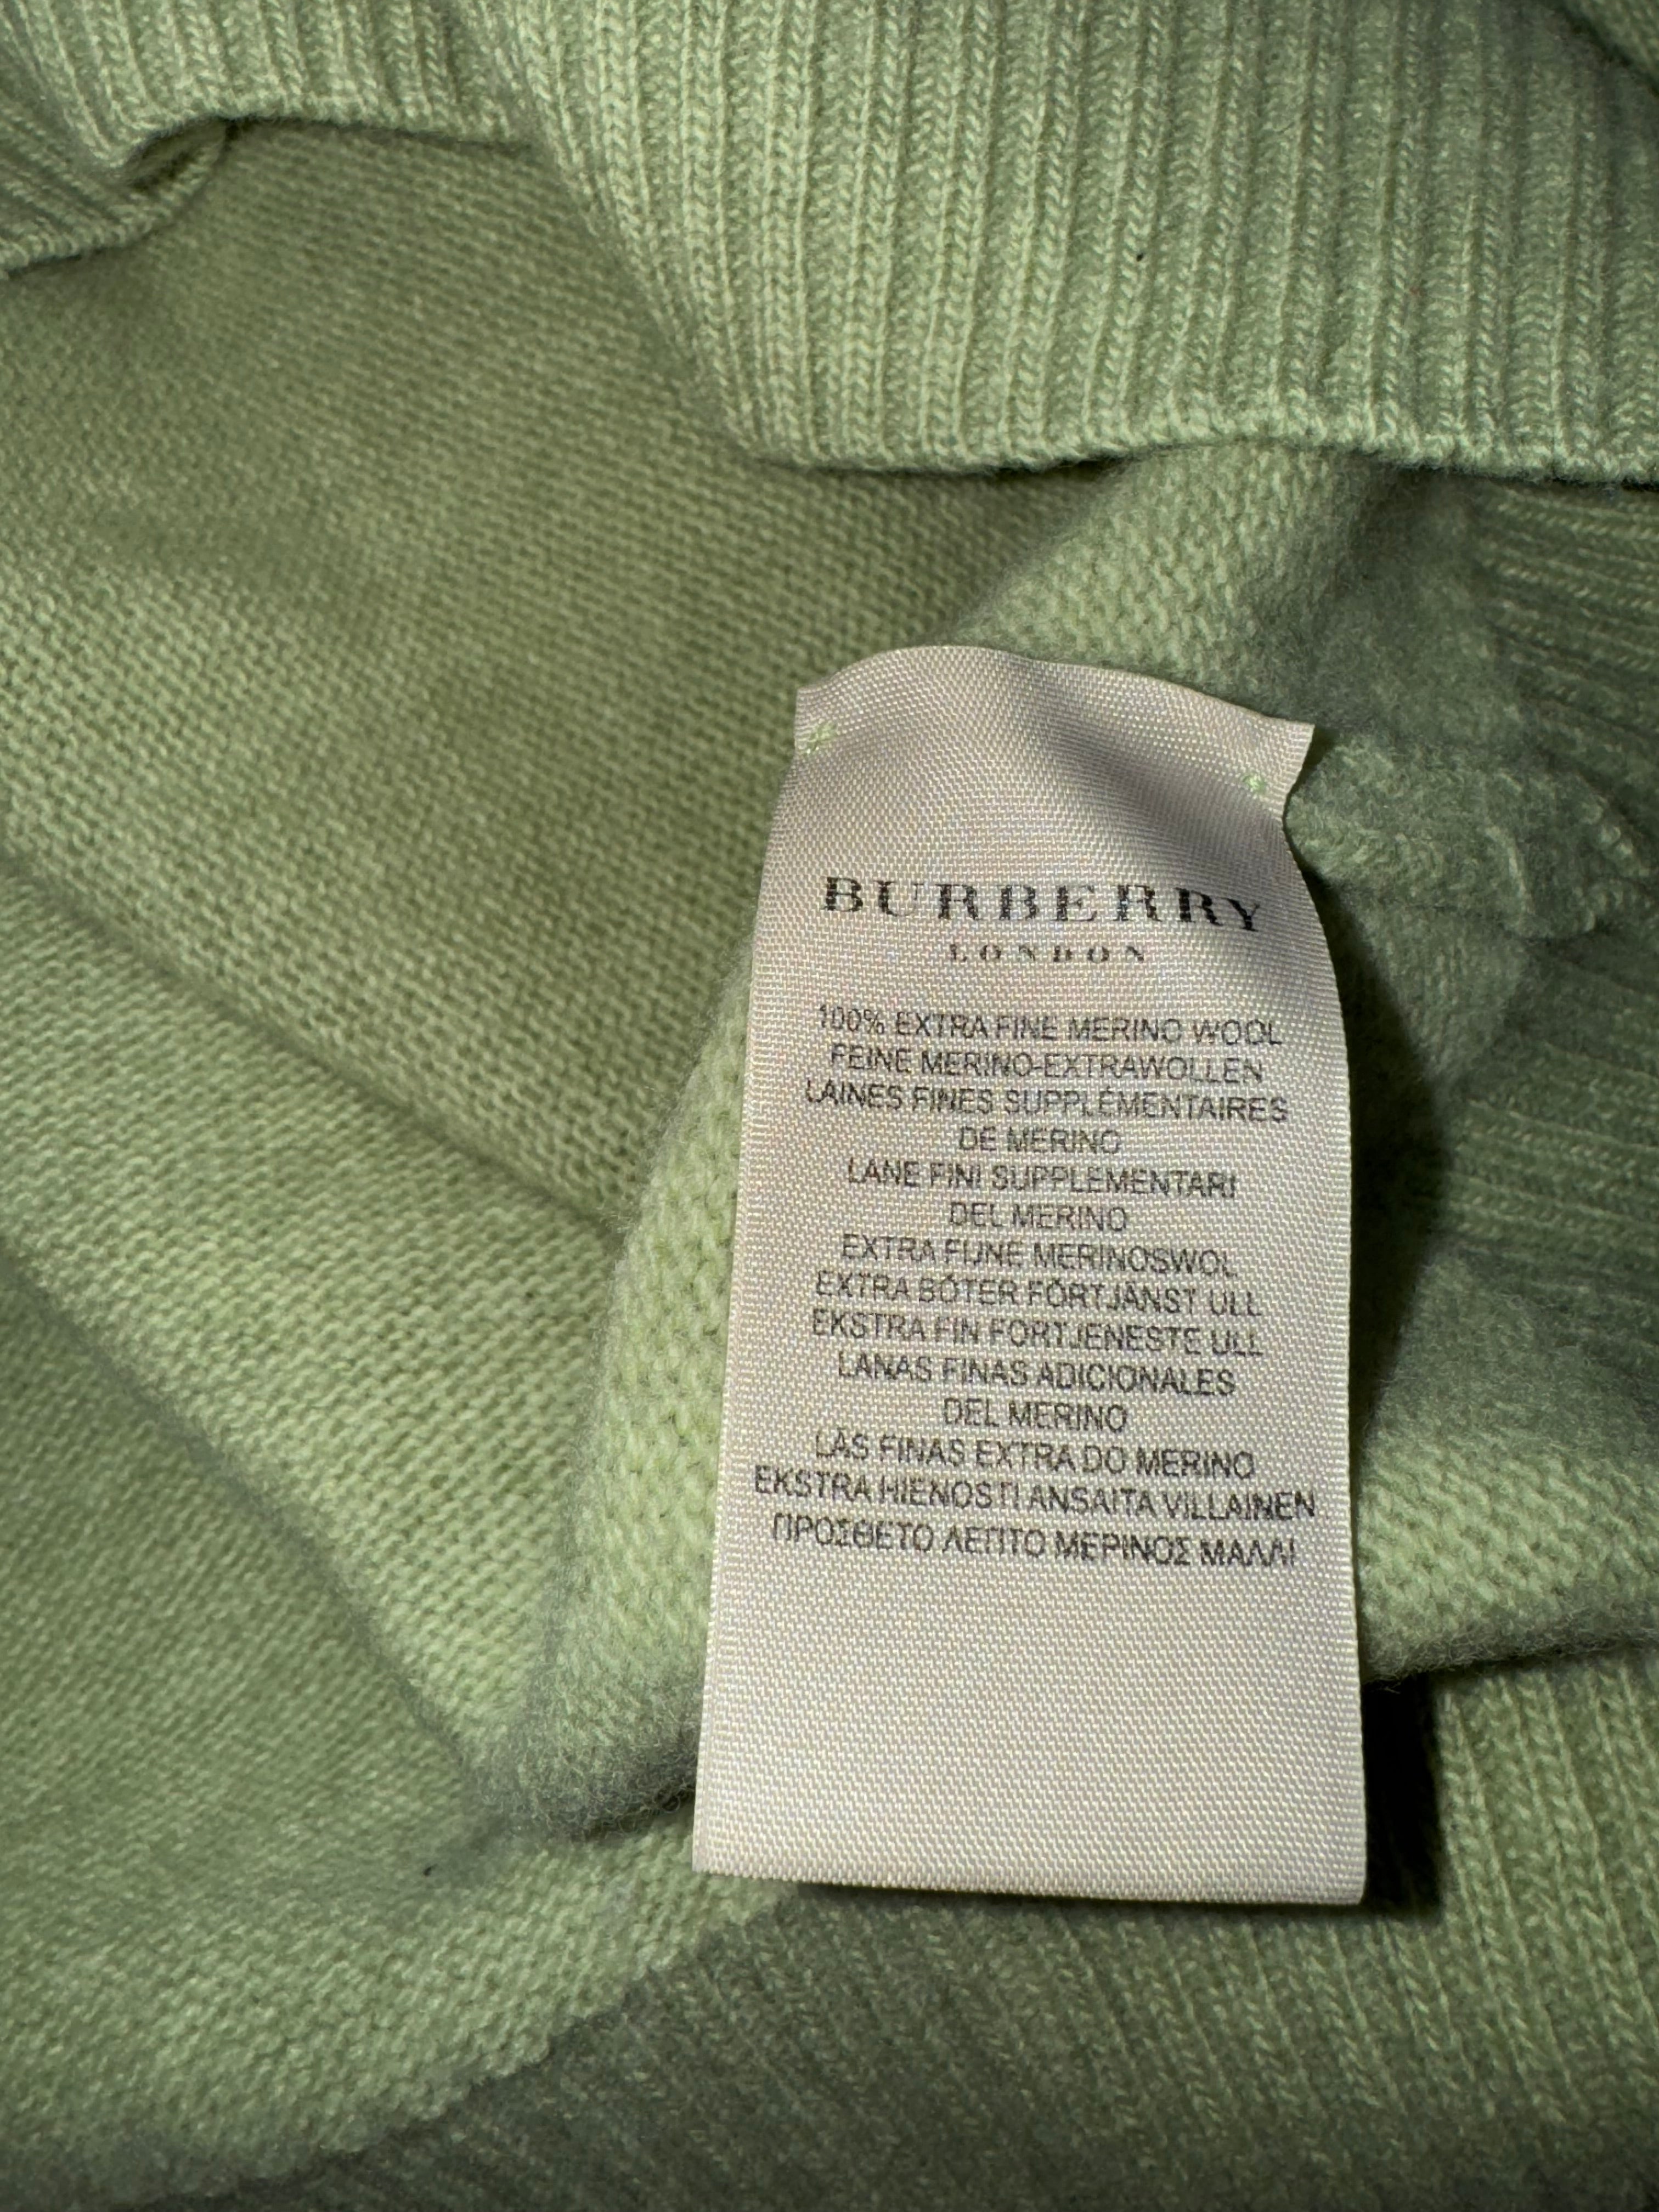 BURBERRY
LONDON
100% EXTRA FINE MERINO WOOL
FEINE MERINO-EXTRAWOLLEN
LAINES FINES SUPPLÉMENTAIRES
DE MERINO
LANE FINI SUPPLEMENTARI
DEL MERINO
EXTRA FIJNE MERINOSWOL
EXTRA BÖTER FÖRTJÄNST ULL
EKSTRA FIN FORTJENESTE ULL
LANAS FINAS ADICIONALES
DEL MERINO
LAS FINAS EXTRA DO MERINO
EKSTRA HIENOSTI ANSAITA VILLAINEN
ΠΡΟΣΘΕΤΟ ΛΕΠΤΟ ΜΕΡΙΝΟΣ ΜΑΛΛΙ